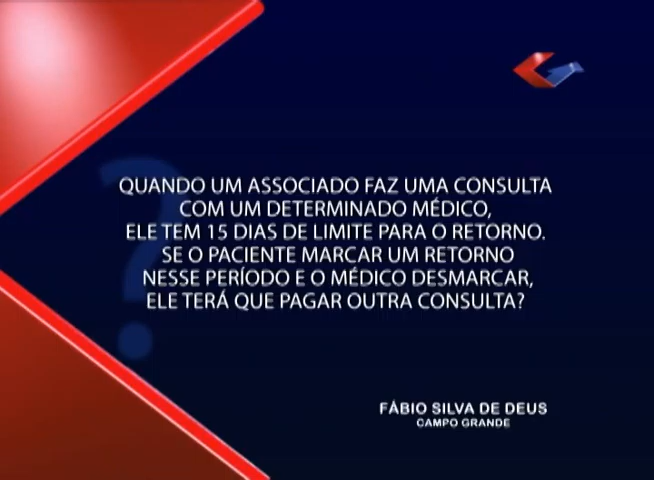 QUANDO UM ASSOCIADO FAZ UMA CONSULTA
COM UM DETERMINADO MÉDICO,
ELE TEM 15 DIAS DE LIMITE PARA O RETORNO.
SE O PACIENTE MARCAR UM RETORNO
NESSE PERÍODO E O MÉDICO DESMARCAR,
ELE TERÁ QUE PAGAR OUTRA CONSULTA?
FÁBIO SILVA DE DEUS
CAMPO GRANDE